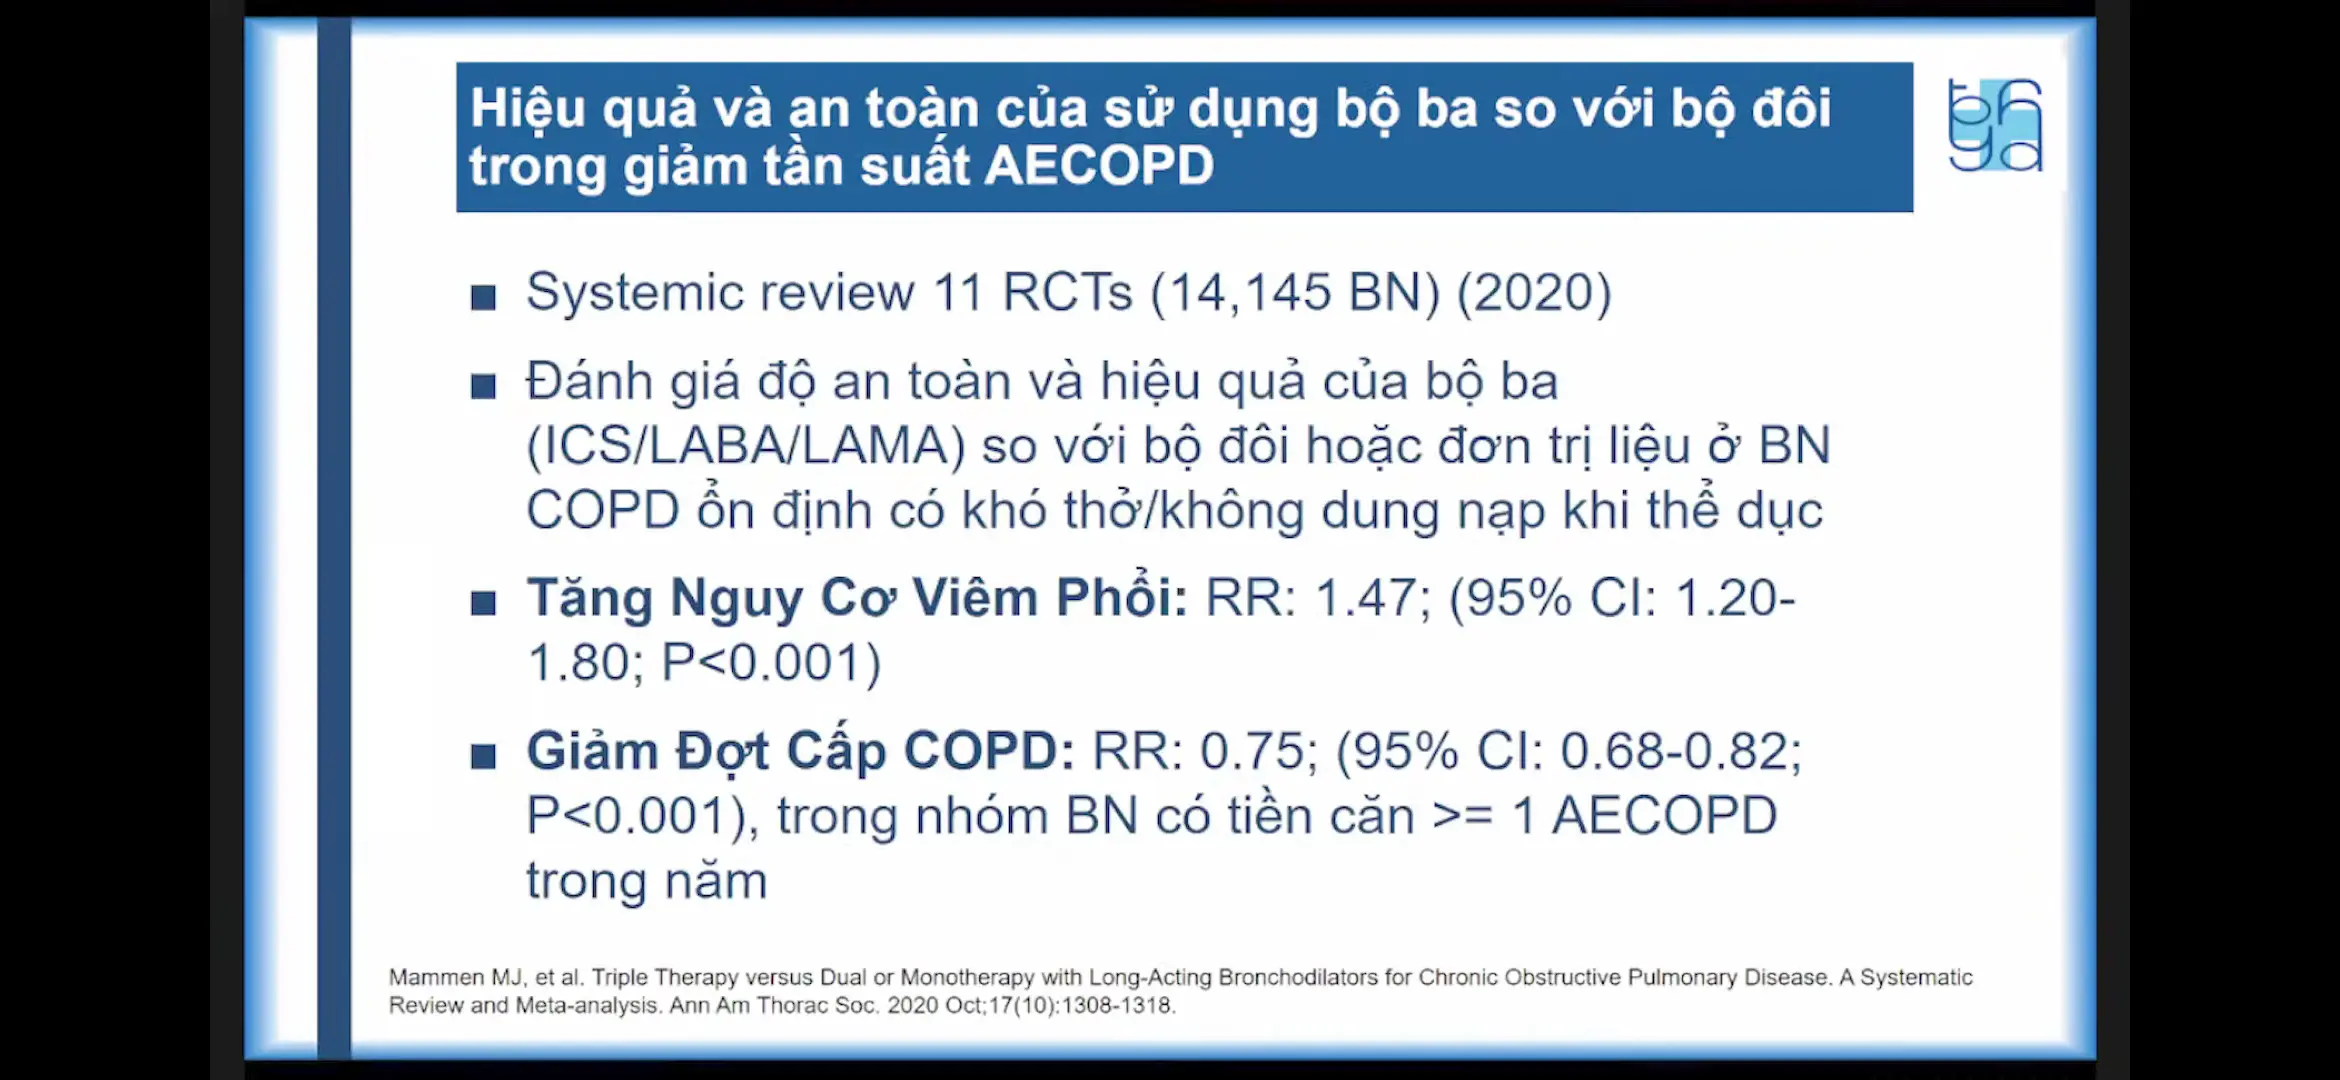 Hiệu quả và an toàn của sử dụng bộ ba so với bộ đôi
trong giảm tần suất AECOPD
Systemic review 11 RCTs (14,145 BN) (2020)
Đánh giá độ an toàn và hiệu quả của bộ ba
(ICS/LABA/LAMA) so với bộ đôi hoặc đơn trị liệu ở BN
COPD ổn định có khó thở/không dung nạp khi thể dục
Tăng Nguy Cơ Viêm Phổi: RR: 1.47; (95% CI: 1.20-
1.80; P<0.001)
Giảm Đợt Cấp COPD: RR: 0.75; (95% CI: 0.68-0.82;
P<0.001), trong nhóm BN có tiền căn >= 1 AECOPD
trong năm
Mammen MJ, et al. Triple Therapy versus Dual or Monotherapy with Long-Acting Bronchodilators for Chronic Obstructive Pulmonary Disease. A Systematic
Review and Meta-analysis. Ann Am Thorac Soc. 2020 Oct;17(10):1308-1318.